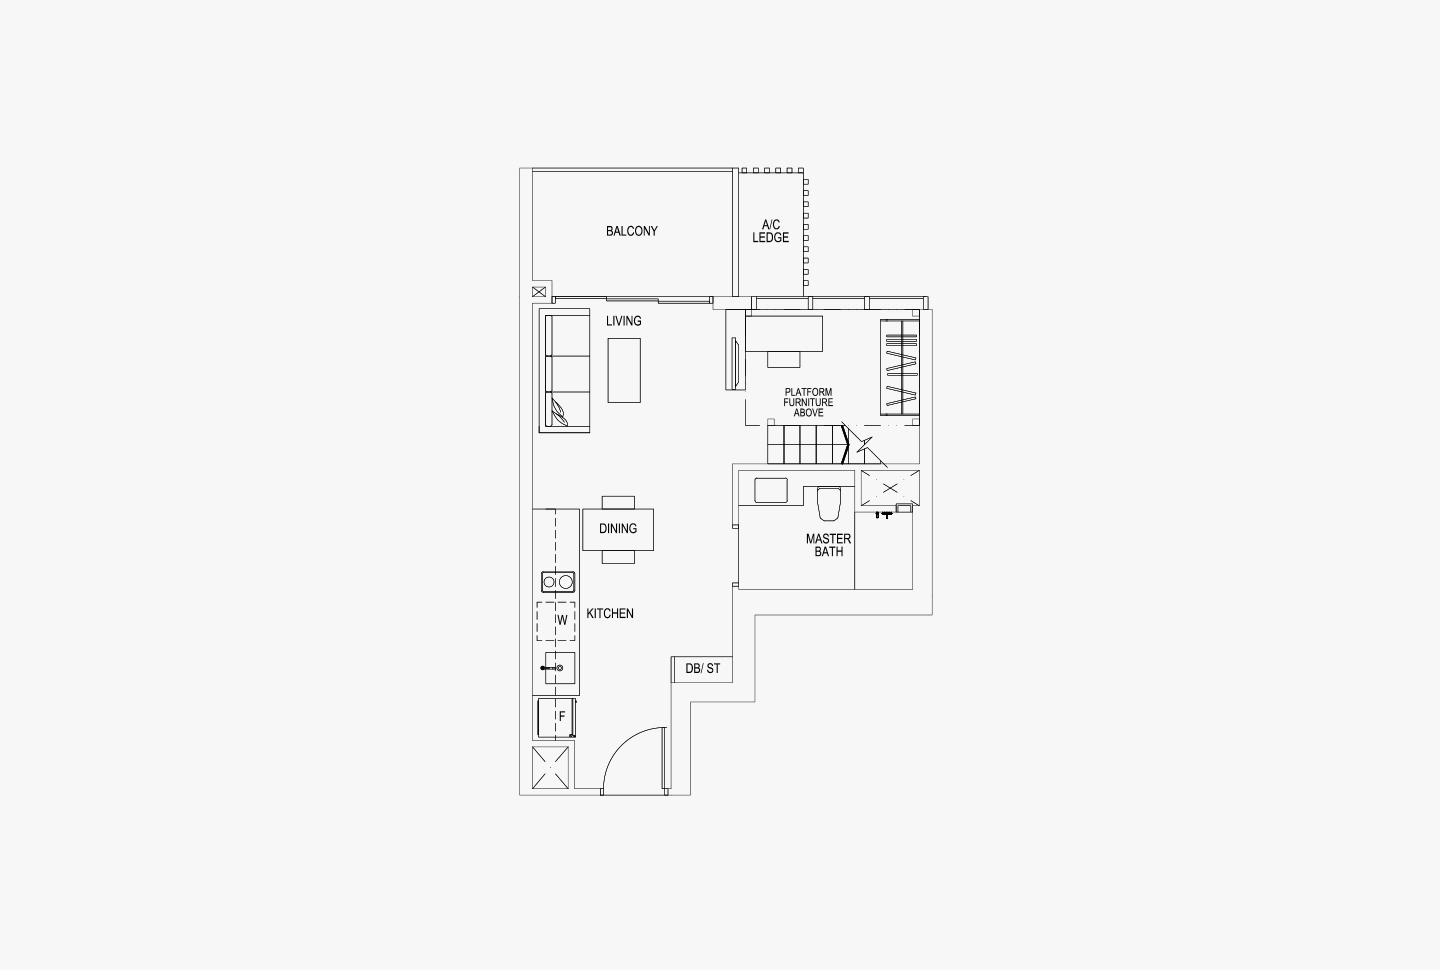 BALCONY
A/C
LEDGE
LIVING
PLATFORM
FURNITURE
ABOVE
DINING
MASTER
BATH
KITCHEN
W
DB/ ST
F